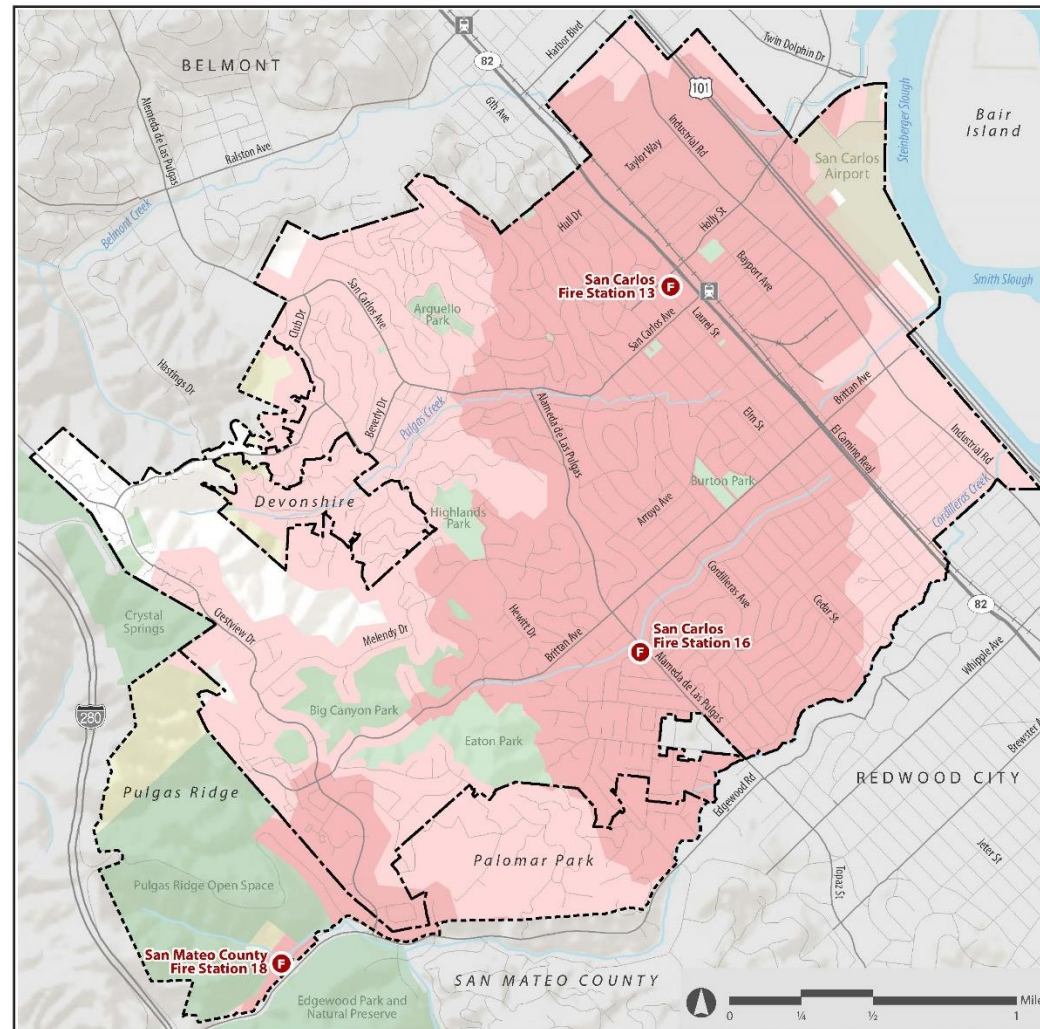 BELMONT
82
Harbor Blvd
Twin Dolphin Dr
101
Bair
Island
Alameda de Las Pulgas
Ralston Ave
6th Ave
Industrial Rd
Taylor Way
Steinberger Slough
San Carlos
Airport
Belmont Creek
Hull Dr
Holly St
Bayport Ave
Smith Slough
San Carlos
Fire Station 13
F
San Carlos Ave
Arguello
Park
Club Dr
San Carlos Ave
Laurel St
Hastings Dr
Beverly Dr
Pulgas Creek
Alameda de Las Pulgas
Elm St
Brittan Ave
El Camino Real
Industrial Rd
Devonshire
Highlands
Park
Arroyo Ave
Burton Park
Cordilleras Creek
Crystal
Springs
Crestview Dr
Melendy Dr
Hewitt Dr
Brittan Ave
Cordilleras Ave
Cedar St
82
San Carlos
Fire Station 16
F
Whipple Ave
280
Big Canyon Park
Eaton Park
Alameda de Las Pulgas
Pulgas Ridge
Edgewood Rd
REDWOOD CITY
Palomar Park
Jeter St
Pulgas Ridge Open Space
Topaz St
San Mateo County
Fire Station 18
F
SAN MATEO COUNTY
Edgewood Park and
Natural Preserve
0
¼
½
1